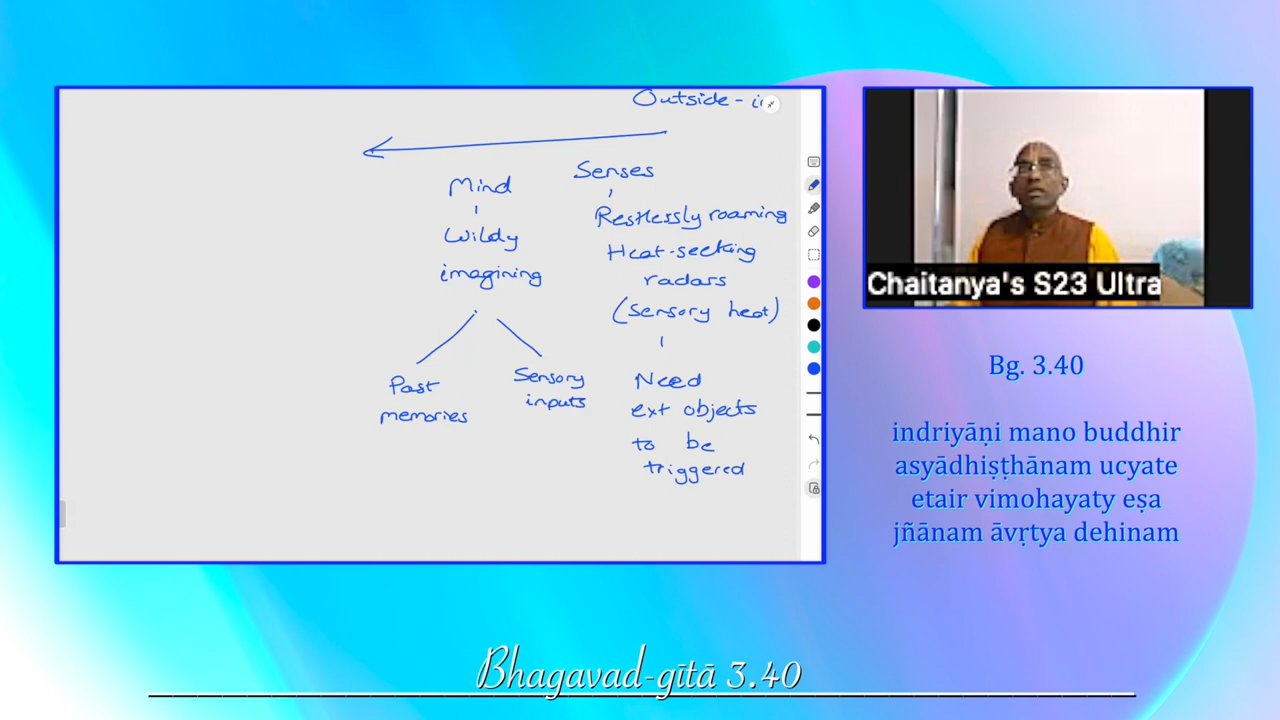 Outside - i
Mind
Wildy
imagining
Past
memories
Sensory
inputs
Senses
Restlessly roaming
Heat-seeking
radars
(Sensory heat)
Need
ext objects
to be
triggered
Chaitanya's S23 Ultra
Bg. 3.40
indriyāṇi mano buddhir
asyādhiṣṭhānam ucyate
etair vimohayaty eṣa
jñānam āvṛtya dehinam
Bhagavad-gītā 3.40